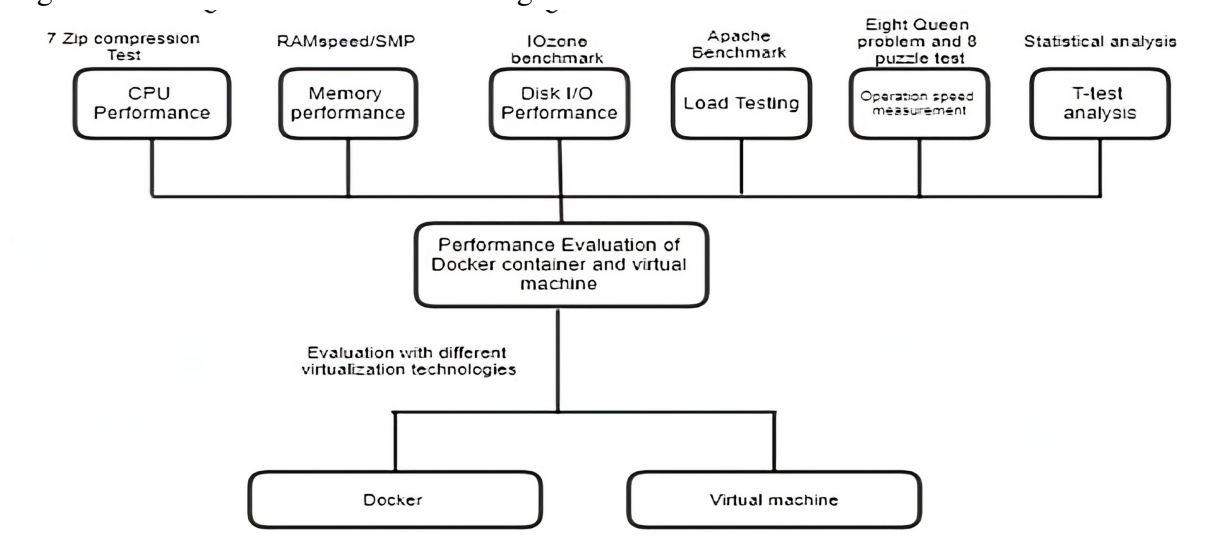 7 Zip compression
Test
RAMspeed/SMP
IOzone
benchmark
Apache
Benchmark
Eight Queen
problem and 8
puzzle test
Statistical analysis
CPU
Performance
Memory
performance
Disk I/O
Performance
Load Testing
Operation speed
measurement
T-test
analysis
Performance Evaluation of
Docker container and virtual
machine
Evaluation with different
virtualization technologies
Docker
Virtual machine